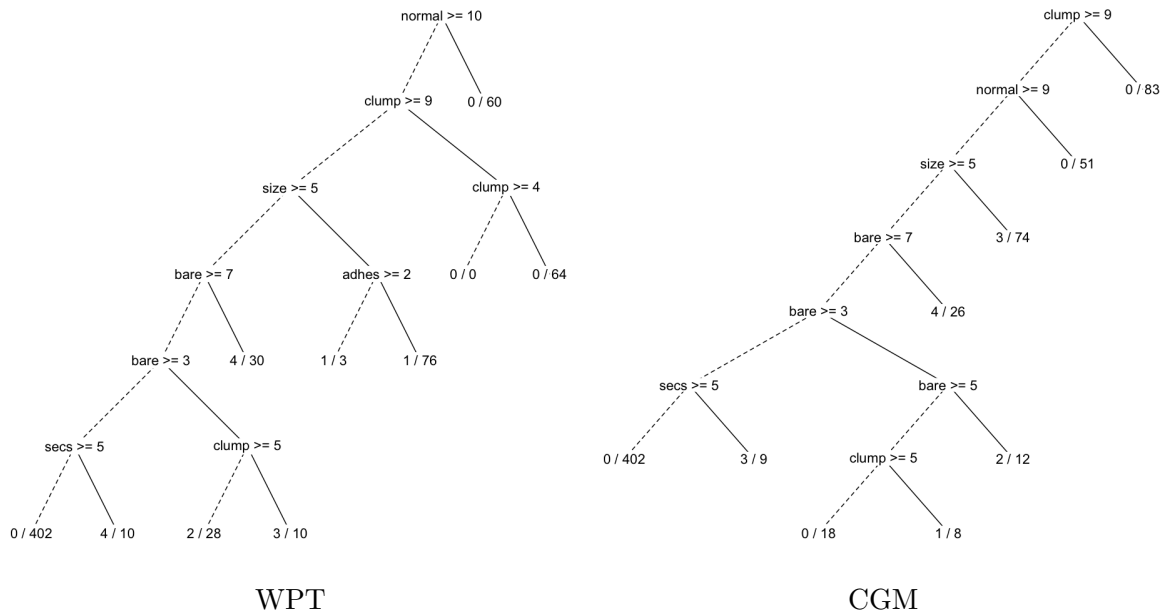 normal >= 10
clump >= 9
0 / 60
size >= 5
clump >= 4
bare >= 7
adhes >= 2
0 / 0
0 / 64
bare >= 3
4 / 30
1 / 3
1 / 76
secs >= 5
clump >= 5
0 / 402
4 / 10
2 / 28
3 / 10
WPT
clump >= 9
normal >= 9
0 / 83
size >= 5
0 / 51
bare >= 7
3 / 74
bare >= 3
4 / 26
secs >= 5
bare >= 5
0 / 402
3 / 9
clump >= 5
2 / 12
0 / 18
1 / 8
CGM